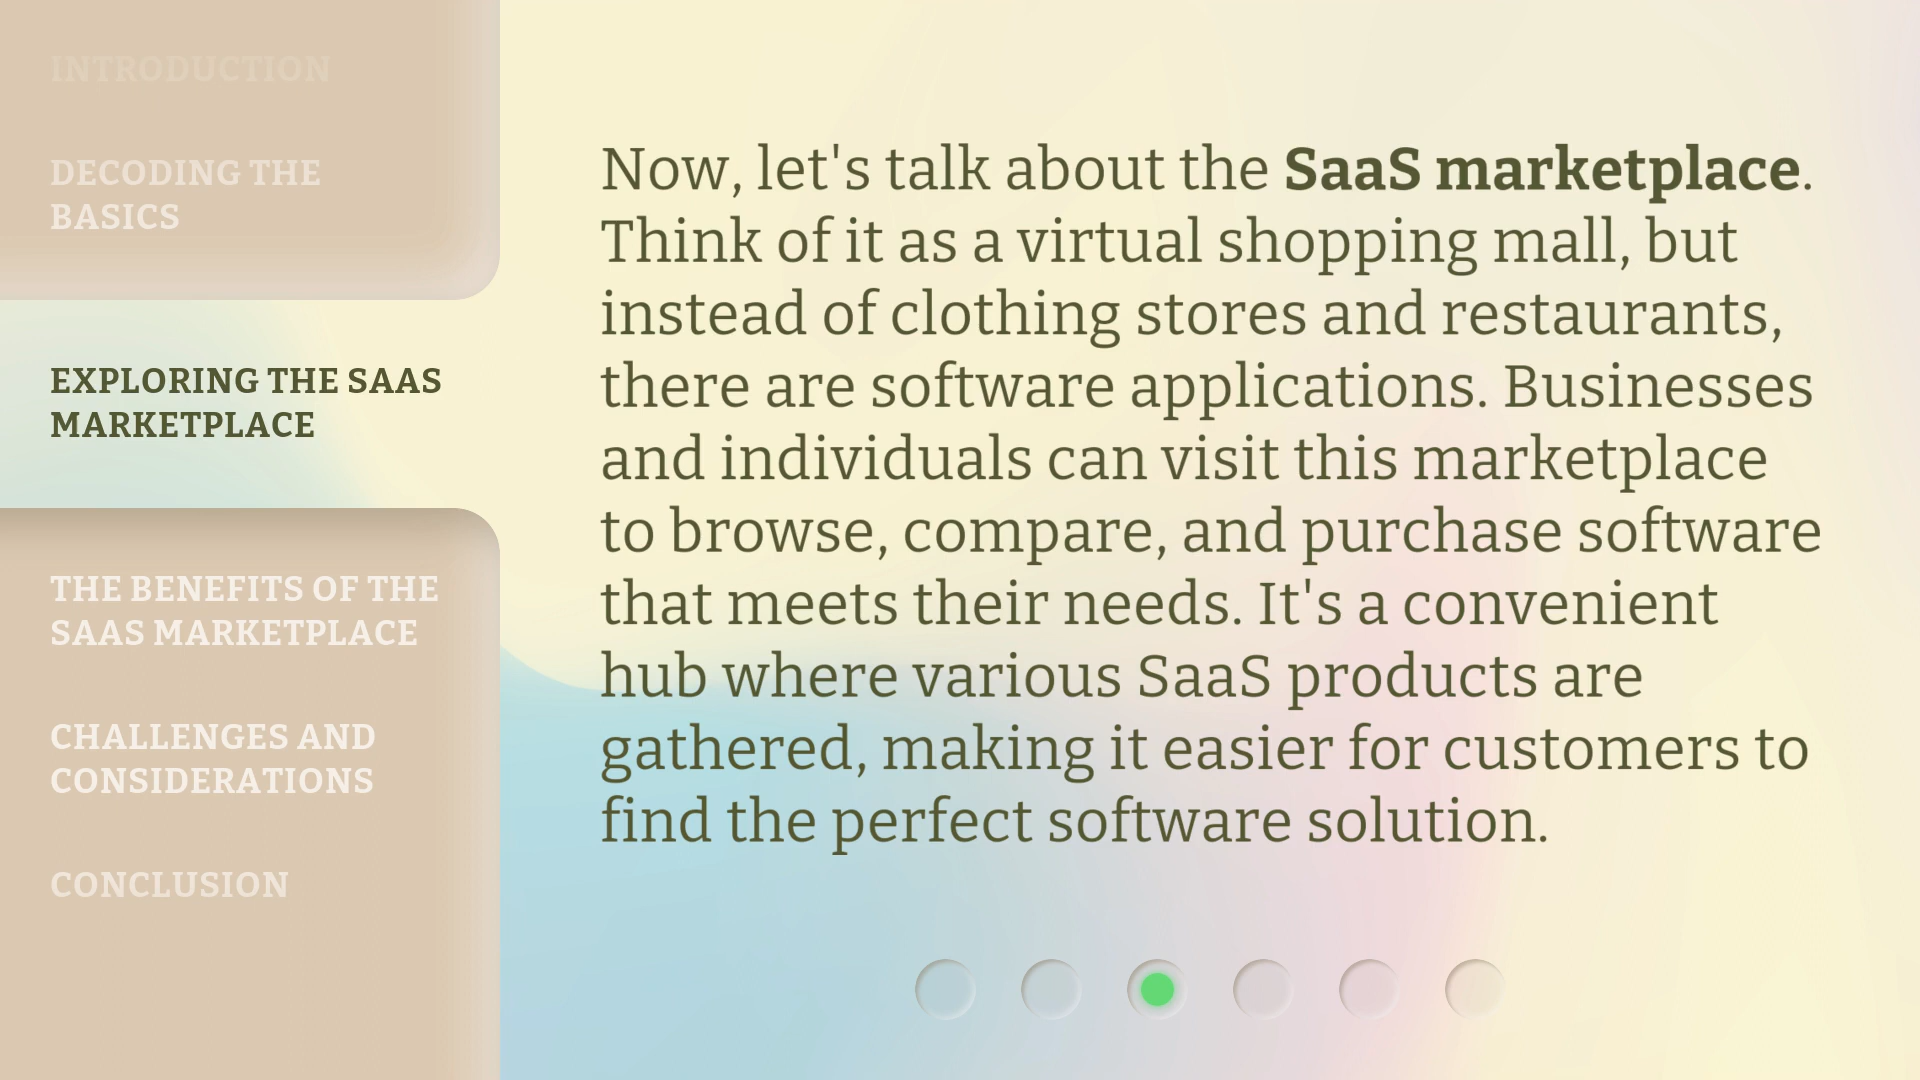 INTRODUCTION
DECODING THE
BASICS
EXPLORING THE SAAS
MARKETPLACE
THE BENEFITS OF THE
SAAS MARKETPLACE
CHALLENGES AND
CONSIDERATIONS
CONCLUSION
Now, let's talk about the SaaS marketplace.
Think of it as a virtual shopping mall, but
instead of clothing stores and restaurants,
there are software applications. Businesses
and individuals can visit this marketplace
to browse, compare, and purchase software
that meets their needs. It's a convenient
hub where various SaaS products are
gathered, making it easier for customers to
find the perfect software solution.